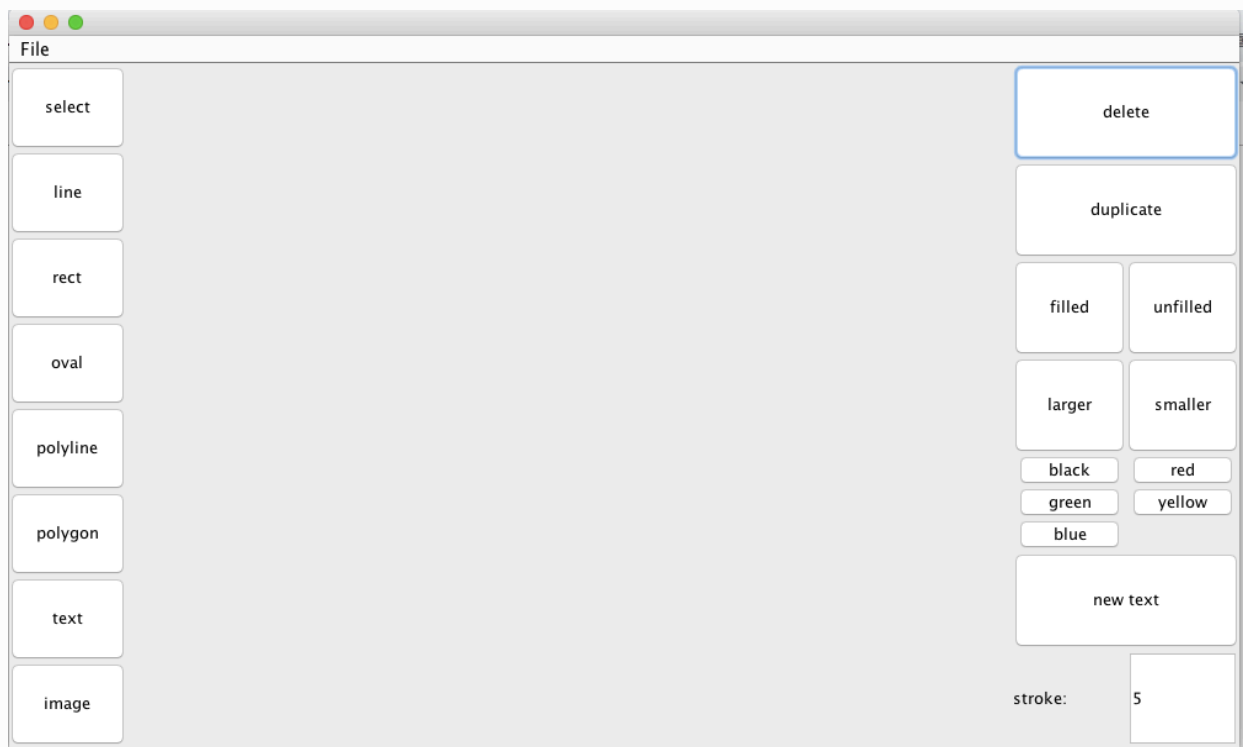 File
select
line
rect
oval
polyline
polygon
text
image
delete
duplicate
filled unfilled
larger smaller
black red
green yellow
blue
new text
stroke: 5